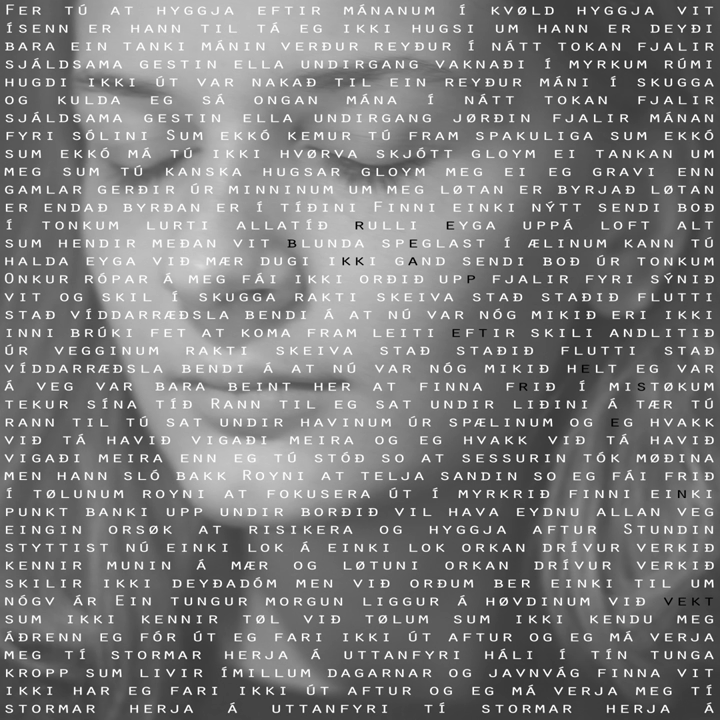 Fer tú at hyggja eftir mánanum í kvøld hyggja vit
ísenn er hann til tá eg ikki hugsi um hann er deyði
bara ein tanki mánin verður reyður í nátt tokan fjalir
sjáldsama gestin ella undirgang vaknaði í myrkum rúmi
hugdi ikki út var nakað til ein reyður máni í skugga
og kulda eg sá ongan mána í nátt tokan fjalir
sjáldsama gestin ella undirgang jørðin fjalir mánan
fyri sólini Sum ekkó kemur tú fram spakuliga sum ekkó
sum ekkó má tú ikki hvørva skjótt gloym ei tankan um
meg sum tú kanska hugsar gloym meg ei eg gravi enn
gamlar gerðir úr minninum um meg løtan er byrjað løtan
er endað byrðan er í tíðini Finni einki nýtt sendi boð
í tonkum lurti allatíð rulli eyga uppá loft alt
sum hendir meðan vit blunda speglast í ælinum kann tú
halda eyga við mær dugi ikki gand sendi boð úr tonkum
Onkur rópar á meg fái ikki orðið upp fjalir fyri sýnið
vit og skil í skugga rakti skeiva stað staðið flutti
stað víddarræðsla bendi á at nú var nóg mikið eri ikki
inni brúki fet at koma fram leiti eftir skili andlitið
úr vegginum rakti skeiva stað staðið flutti stað
víddarræðsla bendi á at nú var nóg mikið helt eg var
á veg var bara beint her at finna frið í mistøkum
tekur sína tíð Rann til eg sat undir liðini á tær tú
rann til tú sat undir havinum úr spælinum og eg hvakk
við tá havið vigaði meira og eg hvakk við tá havið
vigaði meira enn eg tú stóð so at sessurin tók møðina
men hann sló bakk Royni at telja sandin so eg fái frið
í tølunum royni at fokusera út í myrkrið finni einki
punkt banki upp undir borðið vil hava eydnu allan veg
eingin orsøk at risikera og hyggja aftur Stundin
styttist nú einki lok á einki lok orkan drívur verkið
kennir munin á mær og løtuni orkan drívur verkið
skilir ikki deyðadóm men við orðum ber einki til um
nógv ár Ein tungur morgun liggur á høvdinum við vekt
sum ikki kennir tøl við tølum sum ikki kendu meg
áðrenn eg fór út eg fari ikki út aftur og eg má verja
meg tí stormar herja á uttanfyri háli í tín tunga
kropp sum livir ímillum dagarnar og javnvág finna vit
ikki har eg fari ikki út aftur og eg má verja meg tí
stormar herja á uttanfyri tí stormar herja á